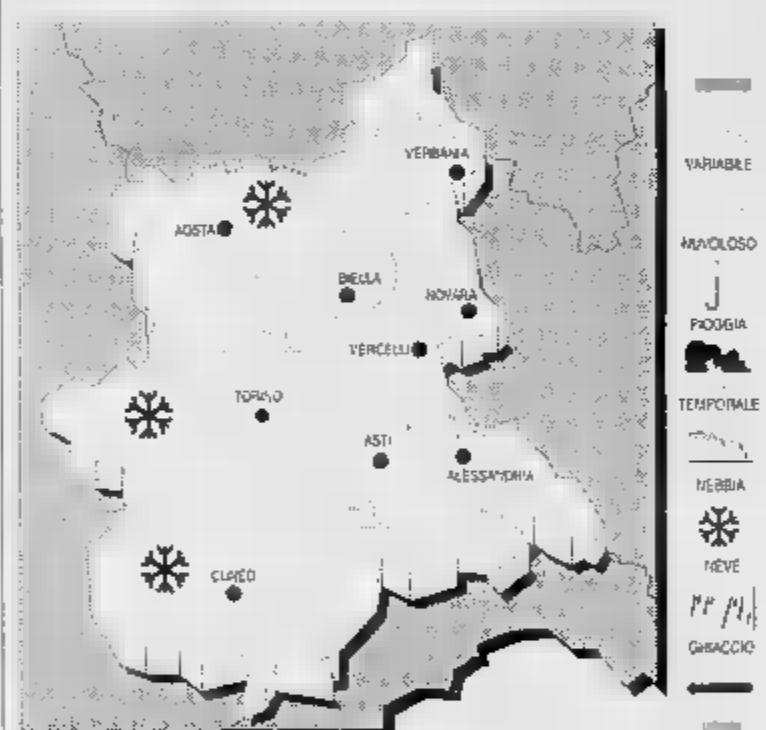 VERBANIA
AOSTA
BIELLA
NOVARA
VERCELLI
TORINO
ASTI
ALESSANDRIA
CUNEO
VARIABILE
NUVOLOSO
PIOGGIA
TEMPORALE
NEBBIA
NEVE
GHIACCIO